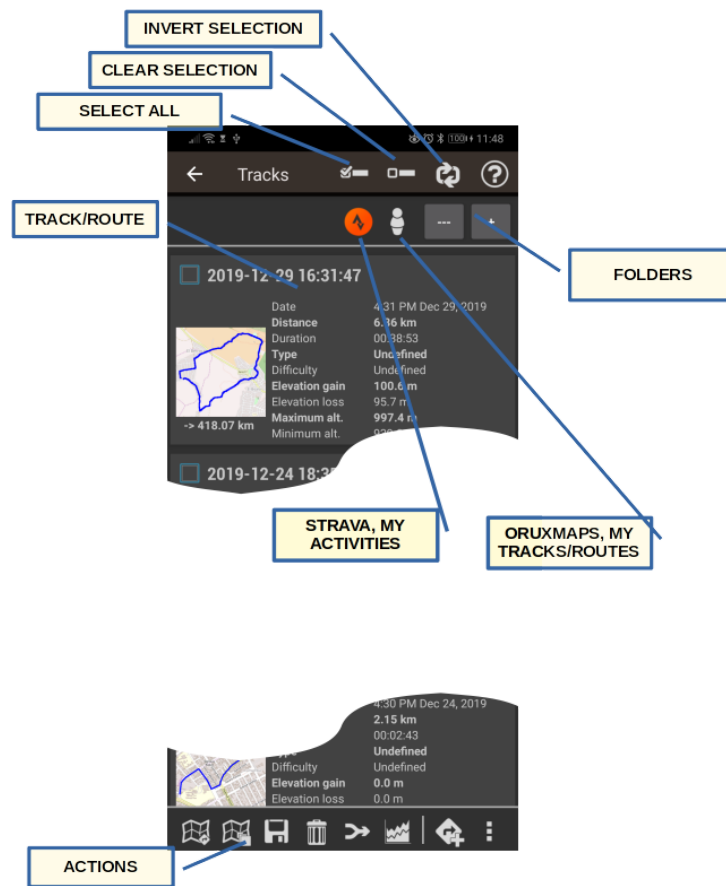 INVERT SELECTION
CLEAR SELECTION
SELECT ALL
100 11:48
Tracks
TRACK/ROUTE
--- +
FOLDERS
2019-12-29 16:31:47
Date 4:31 PM Dec 29, 2019
Distance 6.36 km
Duration 00:38:53
Type Undefined
Difficulty Undefined
Elevation gain 100.6 m
Elevation loss 95.7 m
Maximum alt. 997.4 m
Minimum alt.
-> 418.07 km
2019-12-24
STRAVA, MY
ACTIVITIES
ORUXMAPS, MY
TRACKS/ROUTES
4:30 PM Dec 24, 2019
2.15 km
00:02:43
Undefined
Difficulty Undefined
Elevation gain 0.0 m
Elevation loss 0.0 m
ACTIONS